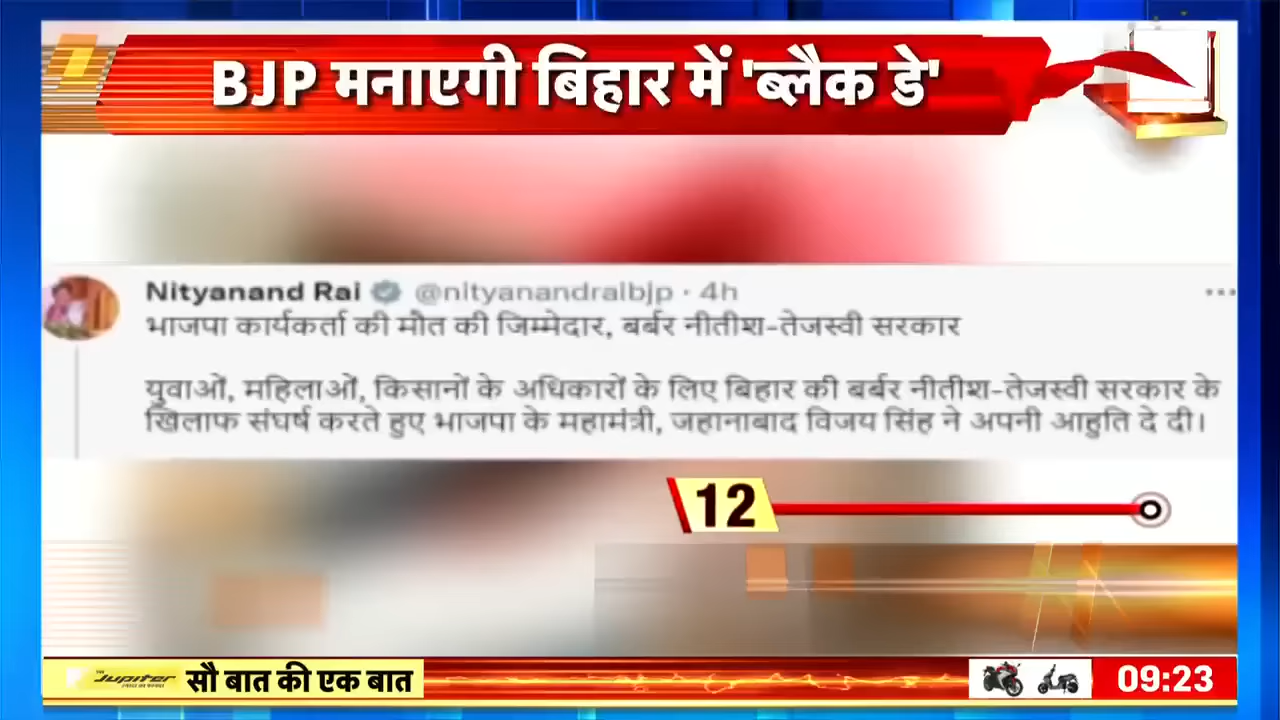 BJP मनाएगी बिहार में 'ब्लैक डे'
Nityanand Rai @nityanandraibjp · 4h
भाजपा कार्यकर्ता की मौत की जिम्मेदार, बर्बर नीतीश-तेजस्वी सरकार
युवाओं, महिलाओं, किसानों के अधिकारों के लिए बिहार की बर्बर नीतीश-तेजस्वी सरकार के
खिलाफ संघर्ष करते हुए भाजपा के महामंत्री, जहानाबाद विजय सिंह ने अपनी आहुति दे दी।
12
Jupiter सौ बात की एक बात 09:23